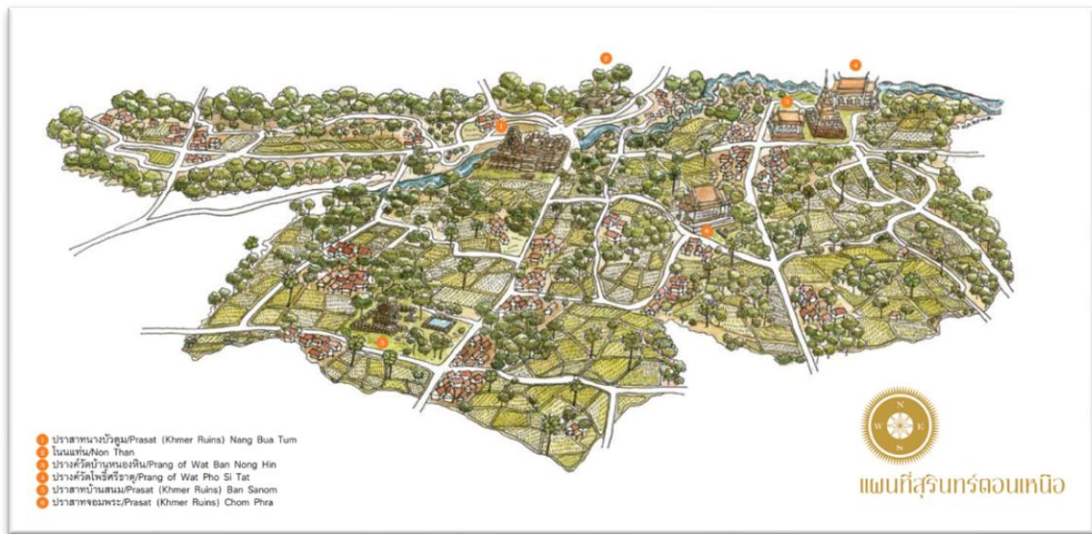 1 ปราสาทนางบัวตูม/Prasat (Khmer Ruins) Nang Bua Tum
2 โนนแท่น/Non Than
3 ปรางค์วัดบ้านหนองหิน/Prang of Wat Ban Nong Hin
4 ปรางค์วัดโพธิ์ศรีธาตุ/Prang of Wat Pho Si Tat
5 ปราสาทบ้านสนม/Prasat (Khmer Ruins) Ban Sanom
6 ปราสาทจอมพระ/Prasat (Khmer Ruins) Chom Phra
N
W E
S
แผนที่สุรินทร์ตอนเหนือ